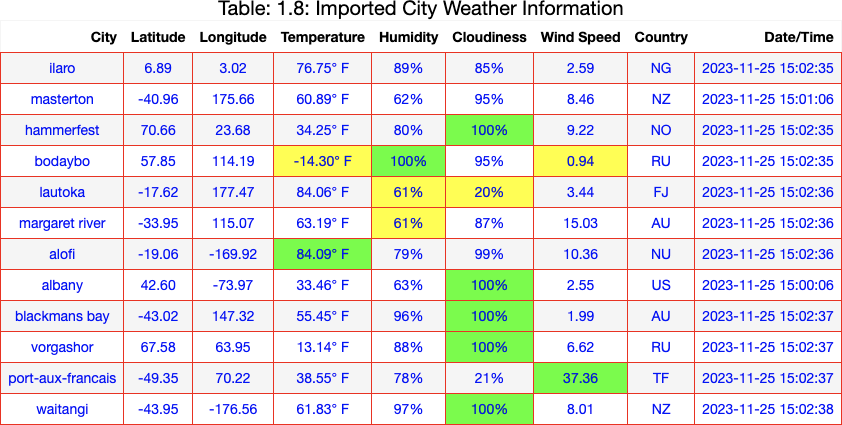 Table: 1.8: Imported City Weather Information
City Latitude Longitude Temperature Humidity Cloudiness Wind Speed Country Date/Time
ilaro 6.89 3.02 76.75° F 89% 85% 2.59 NG 2023-11-25 15:02:35
masterton -40.96 175.66 60.89° F 62% 95% 8.46 NZ 2023-11-25 15:01:06
hammerfest 70.66 23.68 34.25° F 80% 100% 9.22 NO 2023-11-25 15:02:35
bodaybo 57.85 114.19 -14.30° F 100% 95% 0.94 RU 2023-11-25 15:02:35
lautoka -17.62 177.47 84.06° F 61% 20% 3.44 FJ 2023-11-25 15:02:36
margaret river -33.95 115.07 63.19° F 61% 87% 15.03 AU 2023-11-25 15:02:36
alofi -19.06 -169.92 84.09° F 79% 99% 10.36 NU 2023-11-25 15:02:36
albany 42.60 -73.97 33.46° F 63% 100% 2.55 US 2023-11-25 15:00:06
blackmans bay -43.02 147.32 55.45° F 96% 100% 1.99 AU 2023-11-25 15:02:37
vorgashor 67.58 63.95 13.14° F 88% 100% 6.62 RU 2023-11-25 15:02:37
port-aux-francais -49.35 70.22 38.55° F 78% 21% 37.36 TF 2023-11-25 15:02:37
waitangi -43.95 -176.56 61.83° F 97% 100% 8.01 NZ 2023-11-25 15:02:38